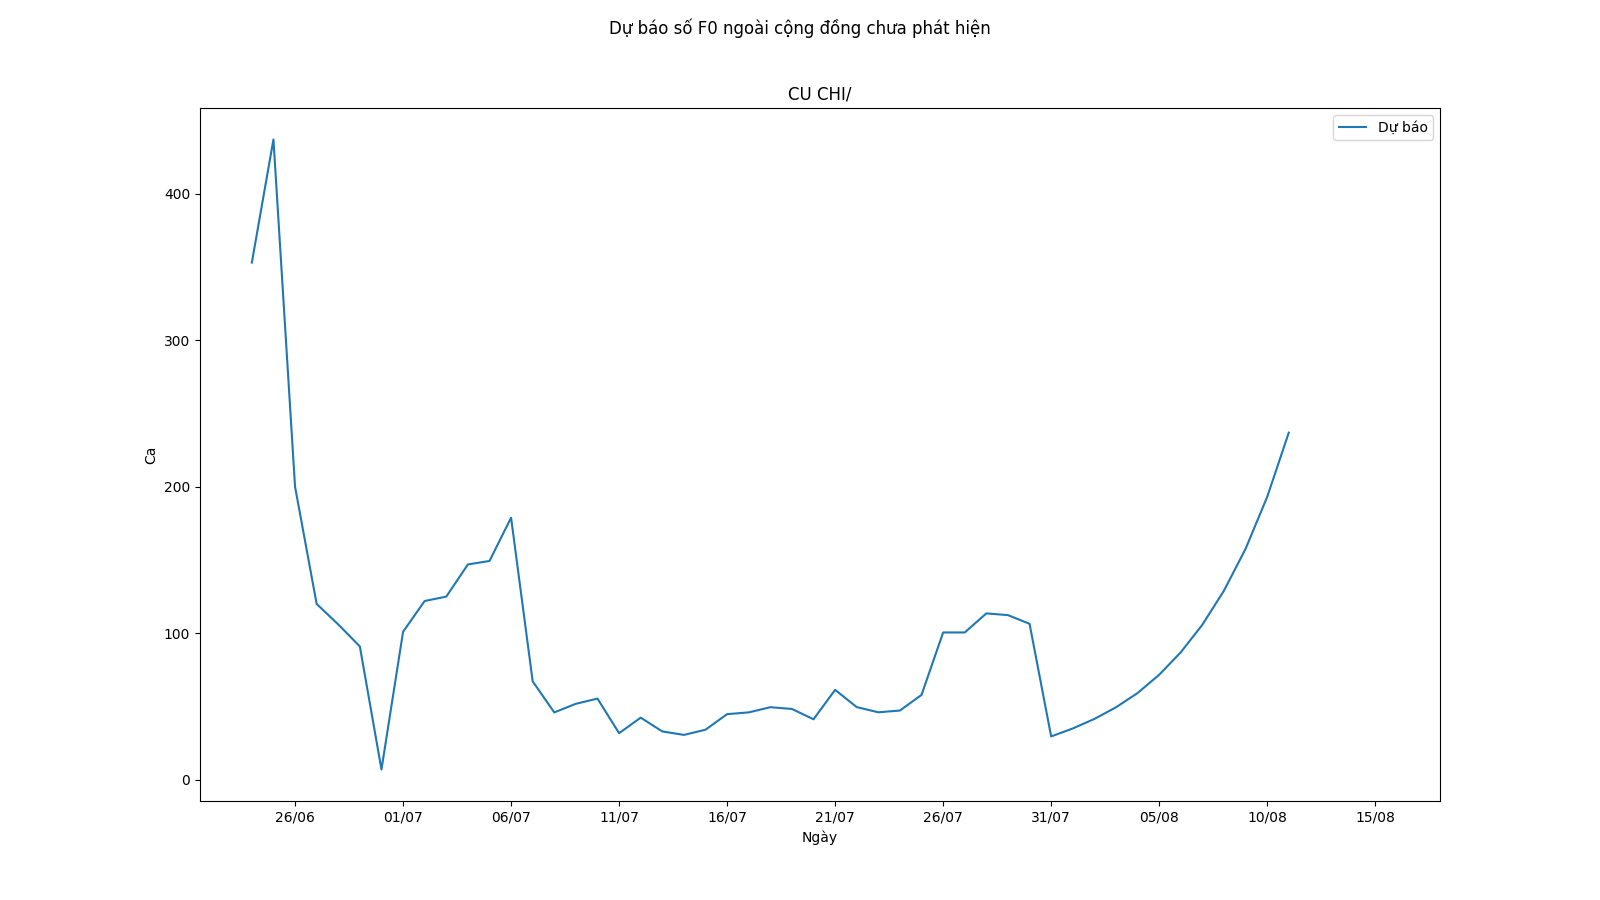 Dự báo số F0 ngoài cộng đồng chưa phát hiện
CU CHI/
Dự báo
400
300
200
100
0
Ca
26/06 01/07 06/07 11/07 16/07 21/07 26/07 31/07 05/08 10/08 15/08
Ngày